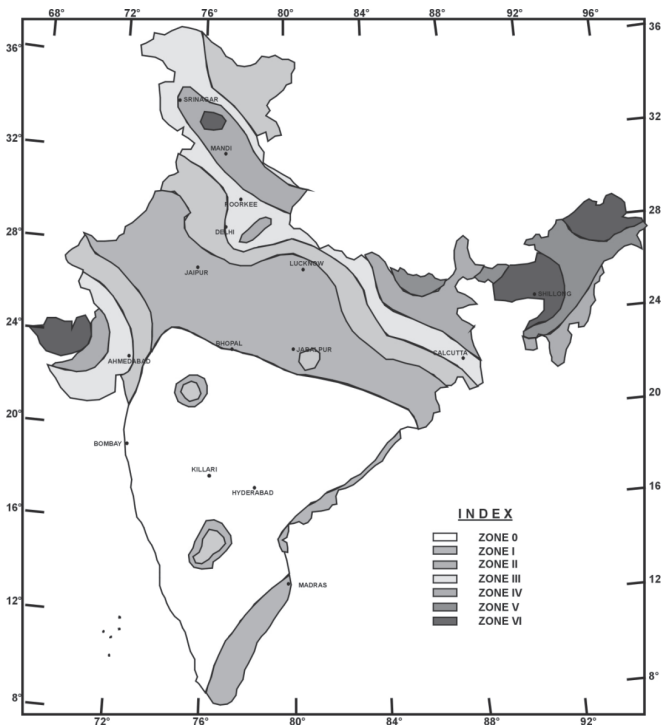 68° 72° 76° 80° 84° 88° 92° 96°
36° 36
SRINAGAR
32° 32
MANDI
ROORKEE
28° 28
DELHI
LUCKNOW
JAIPUR
SHILLONG
24° 24
BHOPAL JABALPUR
CALCUTTA
AHMEDABAD
20° 20
BOMBAY
KILLARI
HYDERABAD
16° 16
INDEX
ZONE 0
ZONE I
ZONE II
ZONE III
ZONE IV
ZONE V
ZONE VI
MADRAS
12° 12
8° 8°
72° 76° 80° 84° 88° 92°